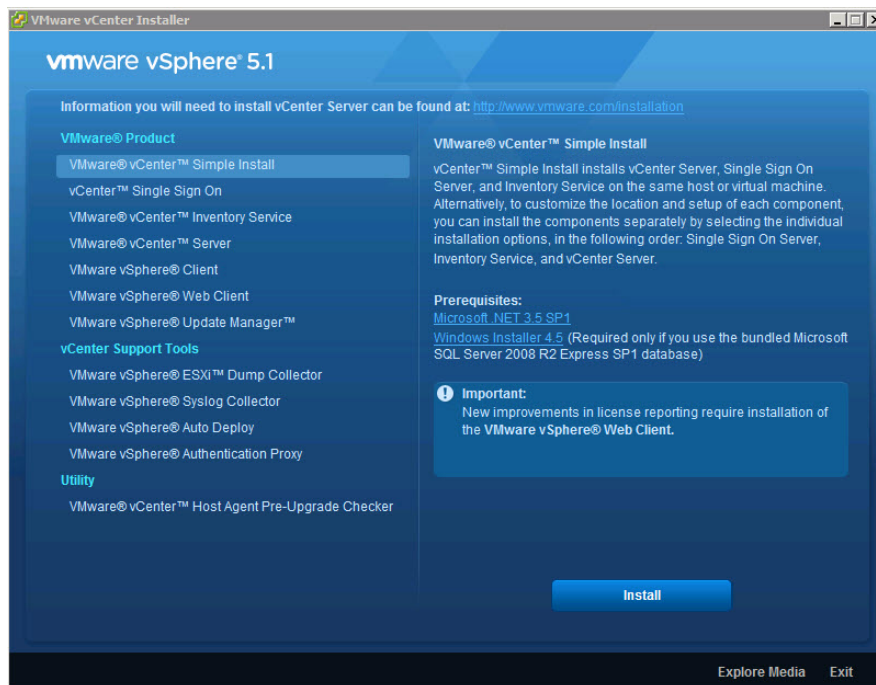 VMware vCenter Installer
vmware vSphere® 5.1
Information you will need to install vCenter Server can be found at: http://www.vmware.com/installation
VMware® Product
VMware® vCenter™ Simple Install
vCenter™ Single Sign On
VMware® vCenter™ Inventory Service
VMware® vCenter™ Server
VMware vSphere® Client
VMware vSphere® Web Client
VMware vSphere® Update Manager™
vCenter Support Tools
VMware vSphere® ESXi™ Dump Collector
VMware vSphere® Syslog Collector
VMware vSphere® Auto Deploy
VMware vSphere® Authentication Proxy
Utility
VMware® vCenter™ Host Agent Pre-Upgrade Checker
VMware® vCenter™ Simple Install
vCenter™ Simple Install installs vCenter Server, Single Sign On
Server, and Inventory Service on the same host or virtual machine.
Alternatively, to customize the location and setup of each component,
you can install the components separately by selecting the individual
installation options, in the following order: Single Sign On Server,
Inventory Service, and vCenter Server.
Prerequisites:
Microsoft .NET 3.5 SP1
Windows Installer 4.5 (Required only if you use the bundled Microsoft
SQL Server 2008 R2 Express SP1 database)
Important:
New improvements in license reporting require installation of
the VMware vSphere® Web Client.
Install
Explore Media Exit